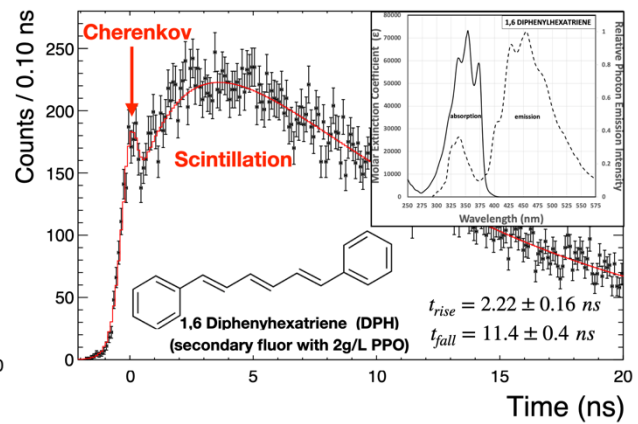 Counts / 0.10 ns
250
200
150
100
50
0
0
Cherenkov
Scintillation
1,6 DIPHENYLHEXATRIENE
Molar Extinction Coefficient (ε)
80000
70000
60000
50000
40000
30000
20000
10000
0
absorption
emission
1
0.8
0.6
0.4
0.2
0
Relative Photon Emission Intensity
250 275 300 325 350 375 400 425 450 475 500 525 550 575
Wavelength (nm)
1,6 Diphenyhexatriene (DPH)
(secondary fluor with 2g/L PPO)
t_rise = 2.22 ± 0.16 ns
t_fall = 11.4 ± 0.4 ns
0 5 10 15 20
Time (ns)